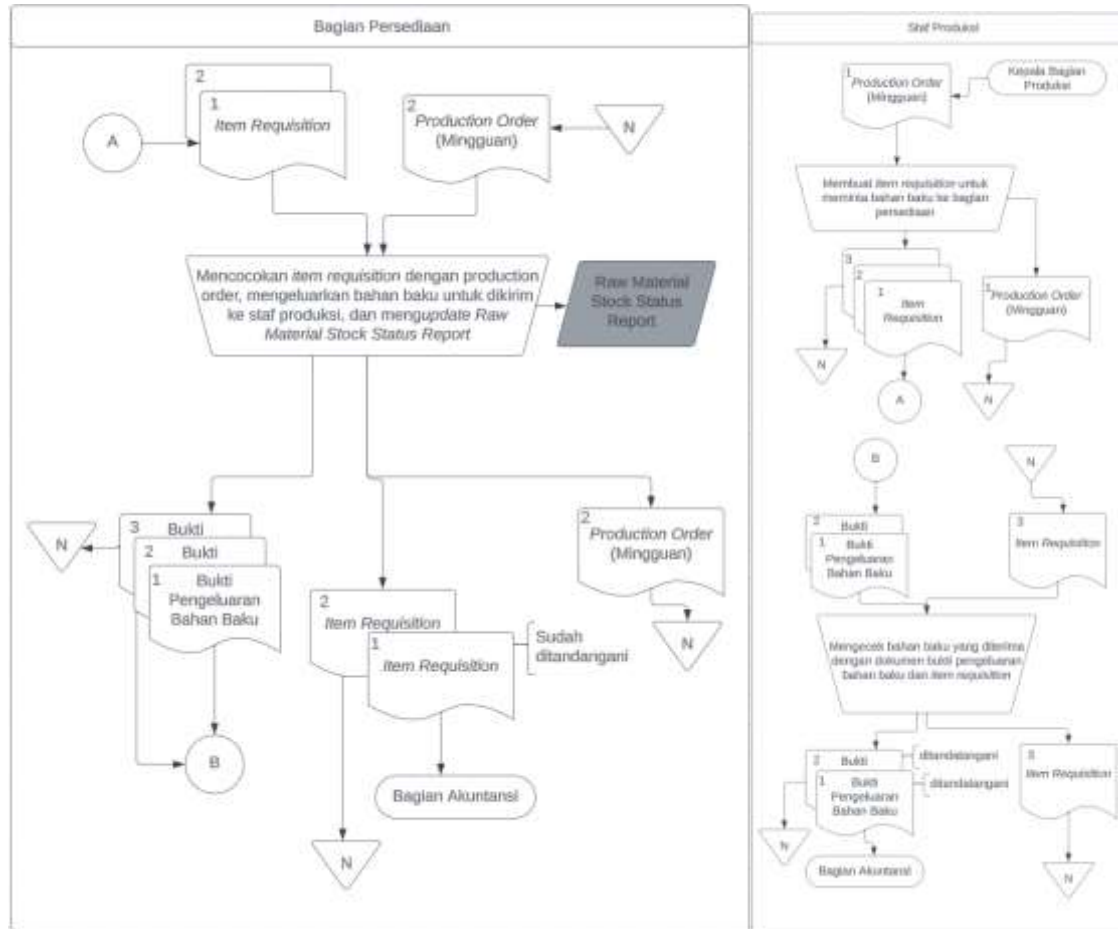 Bagian Persediaan
2
1
Item Requisition
A
2
Production Order
(Mingguan)
N
Mencocokan item requisition dengan production
order, mengeluarkan bahan baku untuk dikirim
ke staf produksi, dan mengupdate Raw
Material Stock Status Report
Raw Material
Stock Status
Report
N
3
Bukti
2
Bukti
1
Bukti
Pengeluaran
Bahan Baku
B
2
Item Requisition
1
Item Requisition
Sudah
ditandangani
Bagian Akuntansi
N
2
Production Order
(Mingguan)
N
Staf Produksi
1
Production Order
(Mingguan)
Kepala Bagian
Produksi
Membuat item requisition untuk
meminta bahan baku ke bagian
persediaan
3
2
1
Item
Requisition
N
A
1
Production Order
(Mingguan)
N
B
N
2
Bukti
1
Bukti
Pengeluaran
Bahan Baku
3
Item Requisition
Mengecek bahan baku yang diterima
dengan dokumen bukti pengeluaran
bahan baku dan item requisition
2
Bukti
ditandatangani
1
Bukti
Pengeluaran
Bahan Baku
ditandatangani
N
Bagian Akuntansi
3
Item Requisition
N